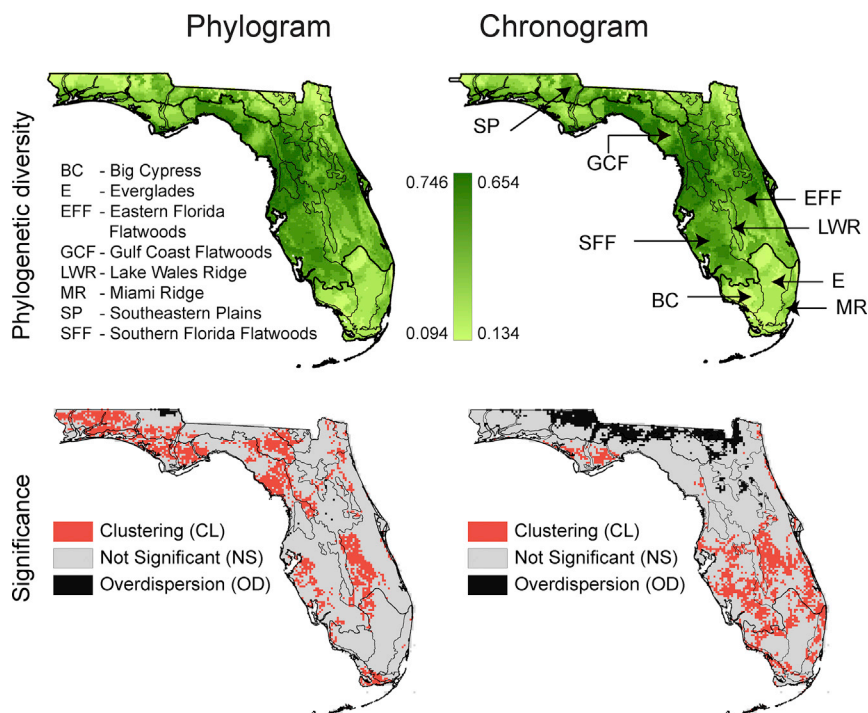 Phylogram
Chronogram
Phylogenetic diversity
BC - Big Cypress
E - Everglades
EFF - Eastern Florida
Flatwoods
GCF - Gulf Coast Flatwoods
LWR - Lake Wales Ridge
MR - Miami Ridge
SP - Southeastern Plains
SFF - Southern Florida Flatwoods
0.746
0.654
0.094
0.134
SP
GCF
EFF
LWR
SFF
E
BC
MR
Significance
Clustering (CL)
Not Significant (NS)
Overdispersion (OD)
Clustering (CL)
Not Significant (NS)
Overdispersion (OD)